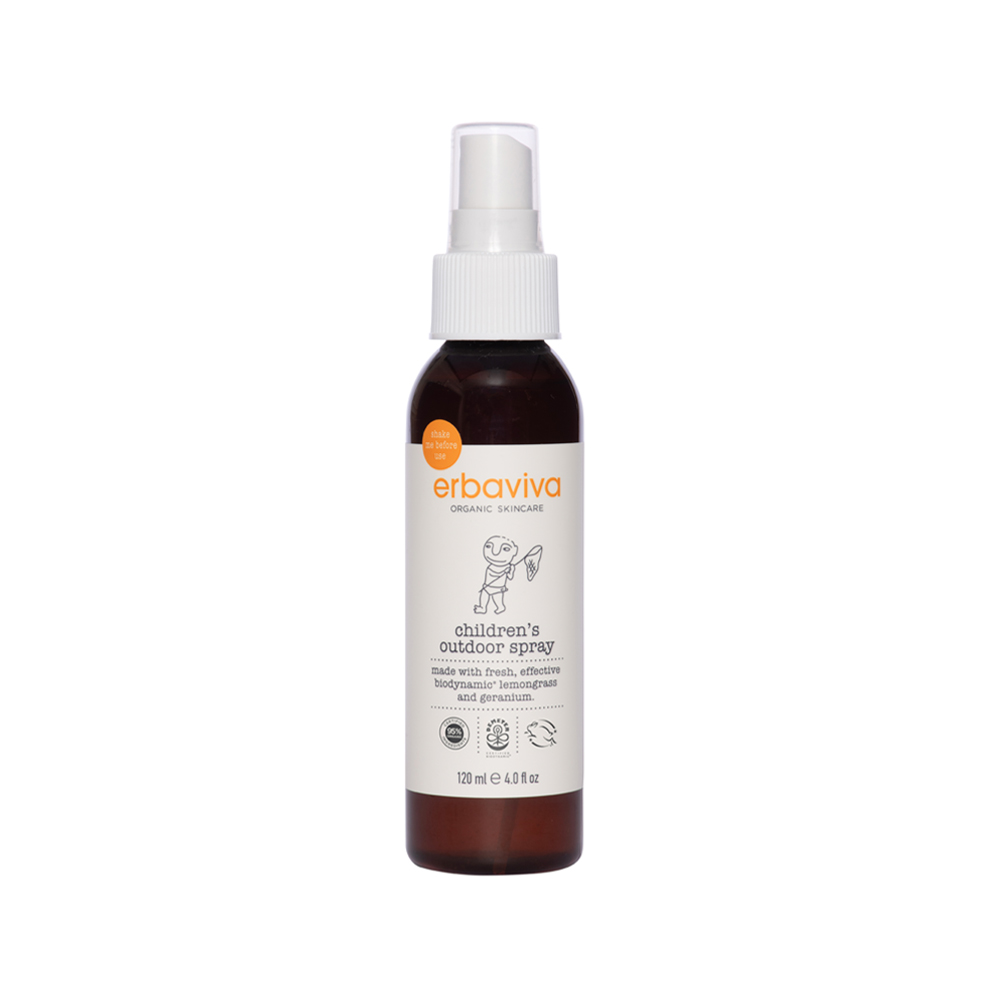 shake
me before
use
erbaviva
ORGANIC SKINCARE
children's
outdoor spray
made with fresh, effective
biodynamic* lemongrass
and geranium.
95%
DEMETER
120 ml e 4.0 fl oz